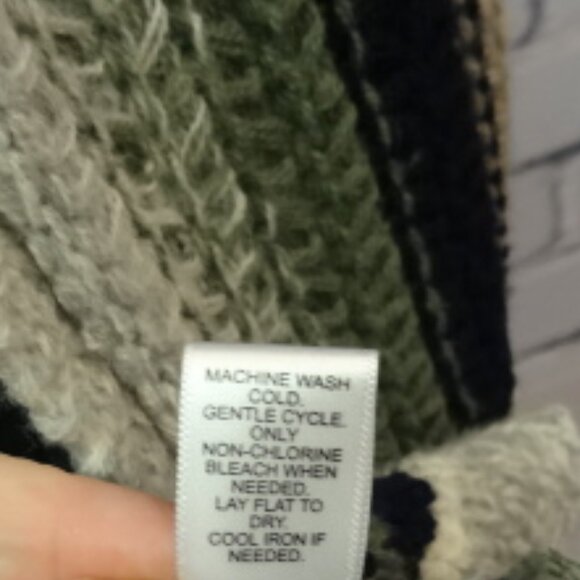 MACHINE WASH
COLD.
GENTLE CYCLE.
ONLY
NON-CHLORINE
BLEACH WHEN
NEEDED.
LAY FLAT TO
DRY.
COOL IRON IF
NEEDED.